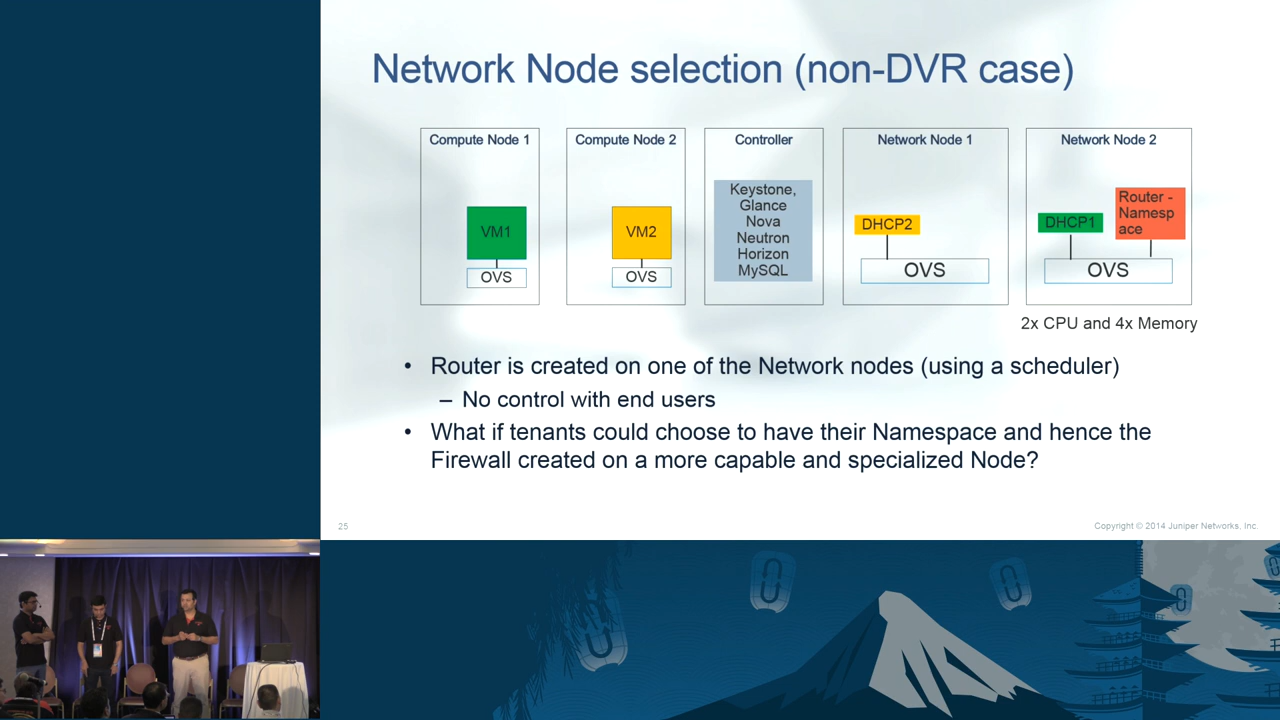 Network Node selection (non-DVR case)
Compute Node 1
VM1
OVS
Compute Node 2
VM2
OVS
Controller
Keystone,
Glance
Nova
Neutron
Horizon
MySQL
Network Node 1
DHCP2
OVS
Network Node 2
DHCP1
Router -
Namesp
ace
OVS
2x CPU and 4x Memory
• Router is created on one of the Network nodes (using a scheduler)
– No control with end users
• What if tenants could choose to have their Namespace and hence the
Firewall created on a more capable and specialized Node?
25
Copyright © 2014 Juniper Networks, Inc.